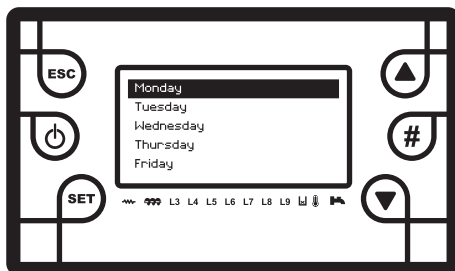 ESC
Monday
Tuesday
Wednesday
Thursday
Friday
#
SET
L3 L4 L5 L6 L7 L8 L9